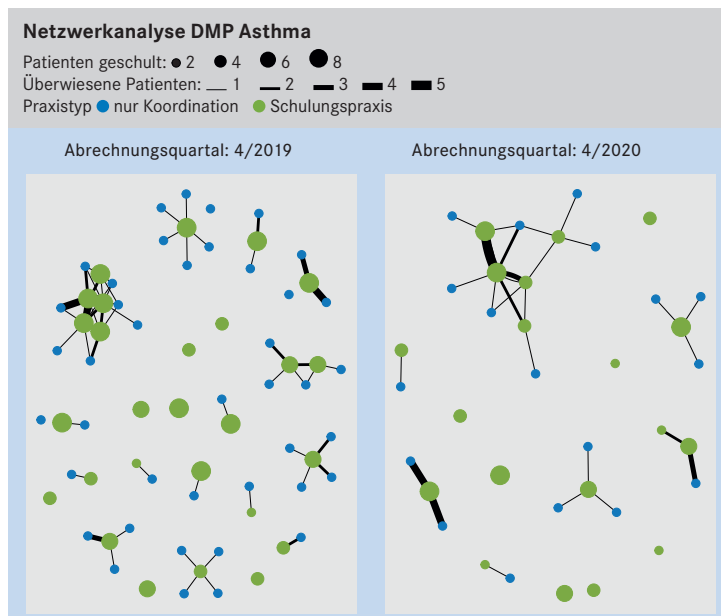 Netzwerkanalyse DMP Asthma
Patienten geschult: 2 4 6 8
Überwiesene Patienten: 1 2 3 4 5
Praxistyp nur Koordination Schulungspraxis
Abrechnungsquartal: 4/2019 Abrechnungsquartal: 4/2020